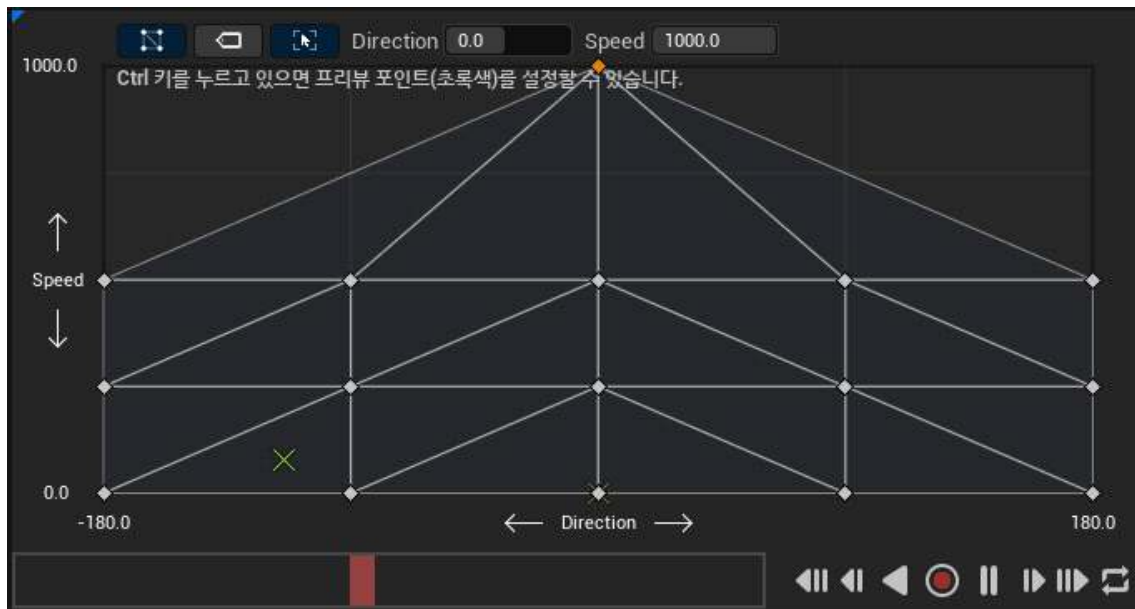 Direction 0.0 Speed 1000.0
1000.0
Ctrl 키를 누르고 있으면 프리뷰 포인트(초록색)를 설정할 수 있습니다.
Speed
0.0
-180.0 Direction 180.0